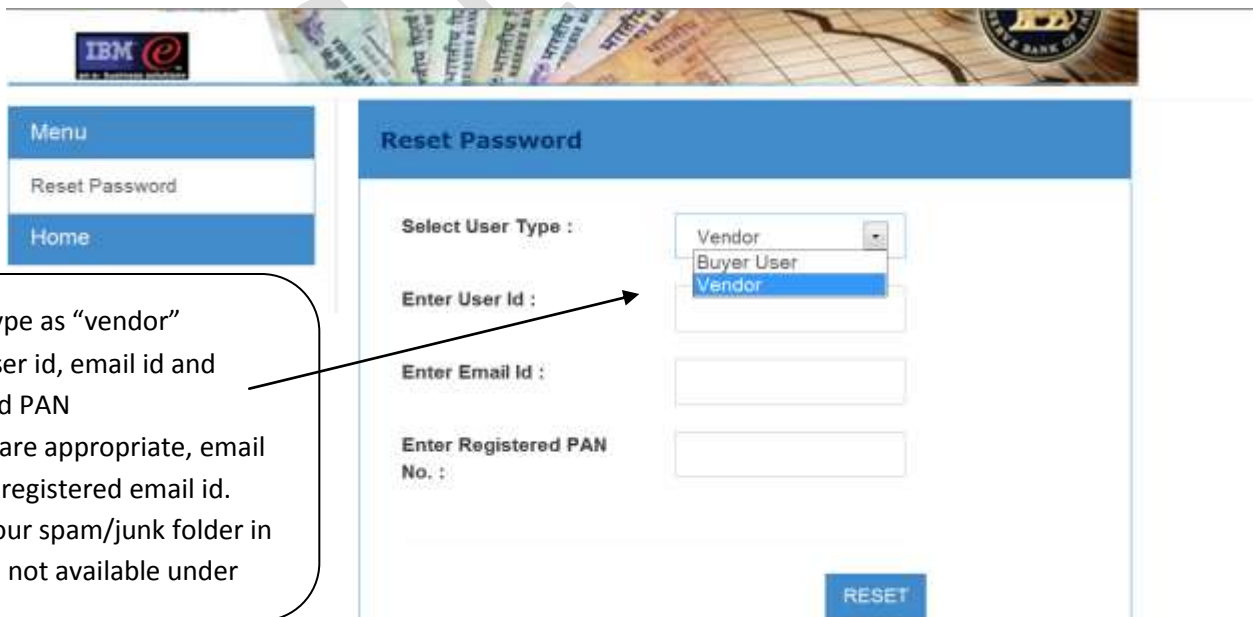 IBM e
Menu
Reset Password
Home
Reset Password
Select User Type :
Vendor
Buyer User
Vendor
Enter User Id :
Enter Email Id :
Enter Registered PAN
No. :
RESET
ype as “vendor”
ser id, email id and
d PAN
are appropriate, email
registered email id.
our spam/junk folder in
not available under